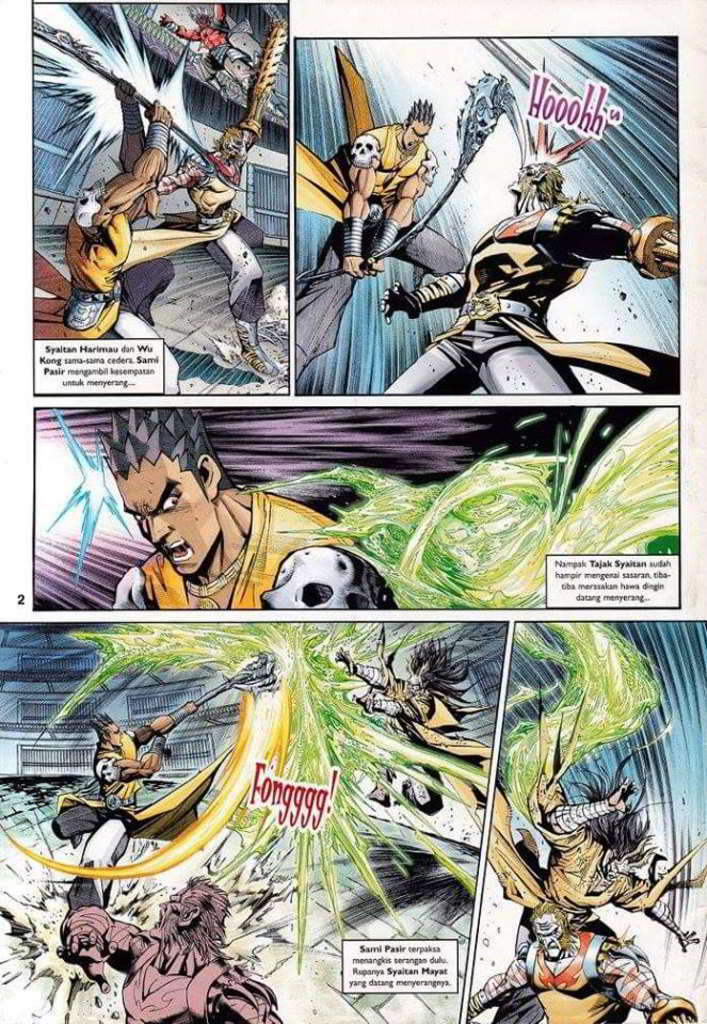 Syaitan Harimau dan Wu
Kong sama-sama cedera. Sami
Pasir mengambil kesempatan
untuk menyerang....
Hooohh
Nampak Tajak Syaitan sudah
hampir mengenai sasaran, tiba-
tiba merasakan hawa dingin
datang menyerang...
2
Fongggg!
Sami Pasir terpaksa
menangkis serangan dulu.
Rupanya Syaitan Mayat
yang datang menyerangnya.